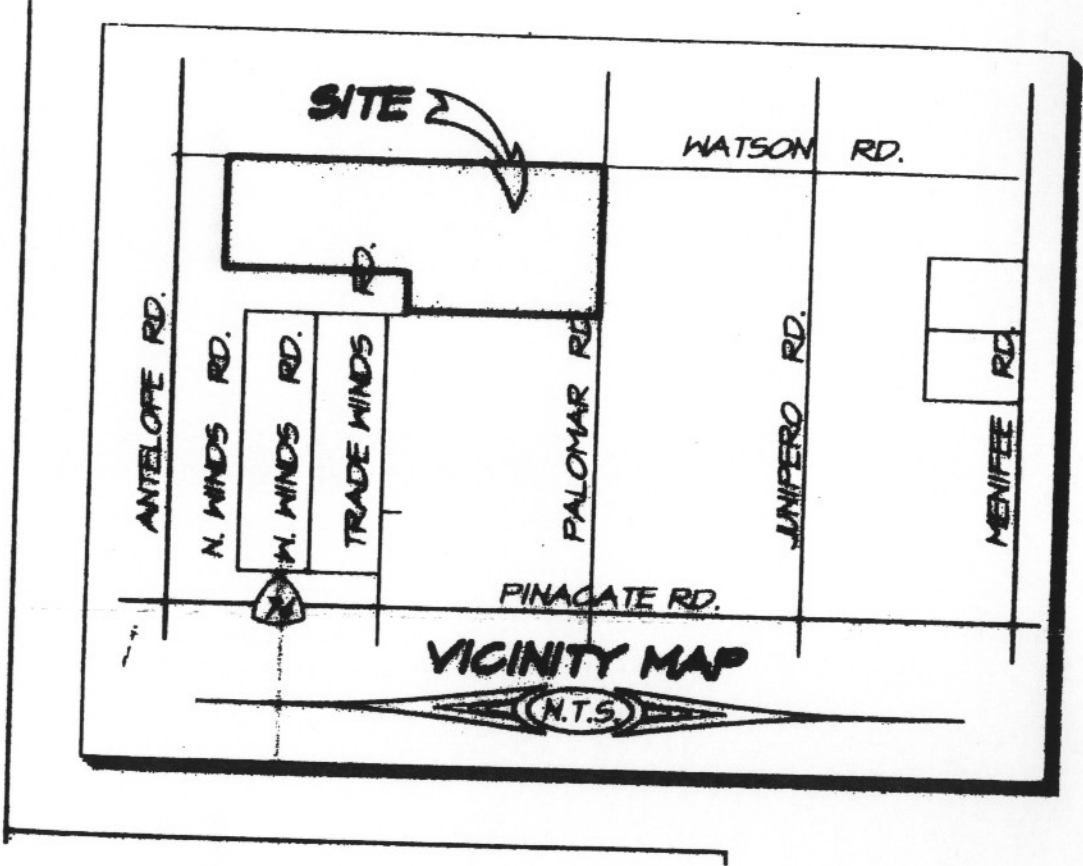 SITE
WATSON RD.
ANTELOPE RD.
N. WINDS RD.
W. WINDS RD.
TRADE WINDS RD.
PALOMAR RD.
JUNIPERO RD.
MENIFEE RD.
74
PINACATE RD.
VICINITY MAP
N.T.S.